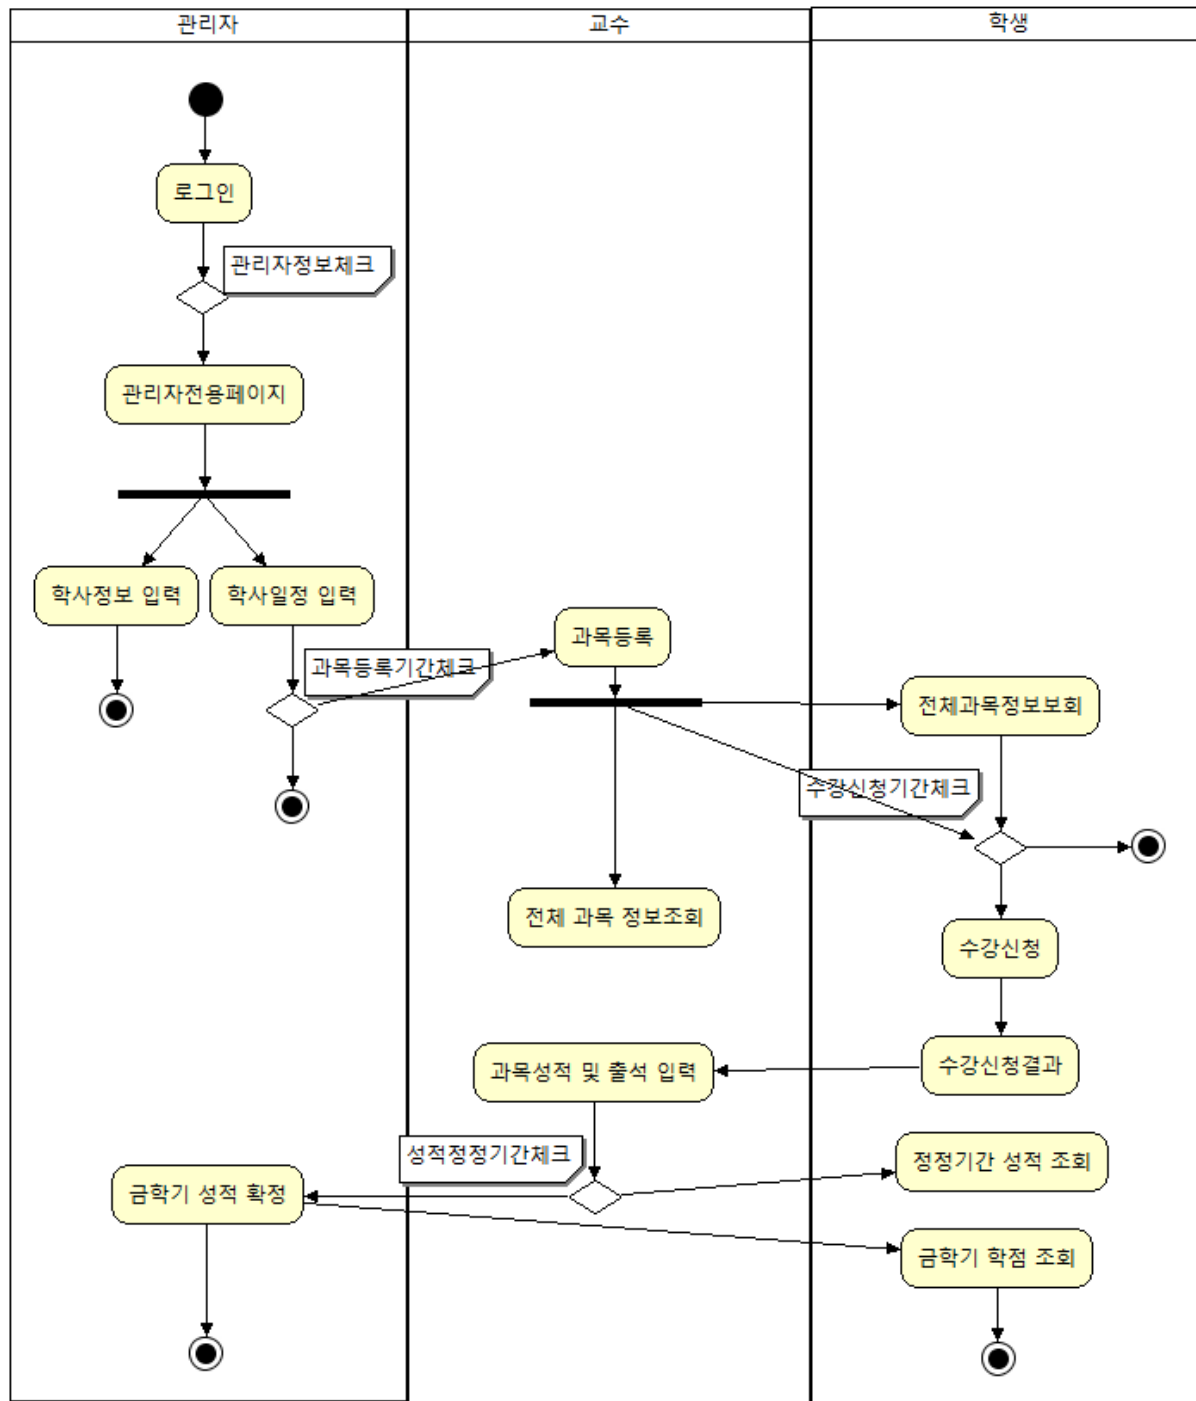 관리자
교수
학생
로그인
관리자정보체크
관리자전용페이지
학사정보 입력
학사일정 입력
과목등록
과목등록기간체크
전체과목정보보회
수강신청기간체크
전체 과목 정보조회
수강신청
수강신청결과
과목성적 및 출석 입력
성적정정기간체크
정정기간 성적 조회
금학기 성적 확정
금학기 학점 조회